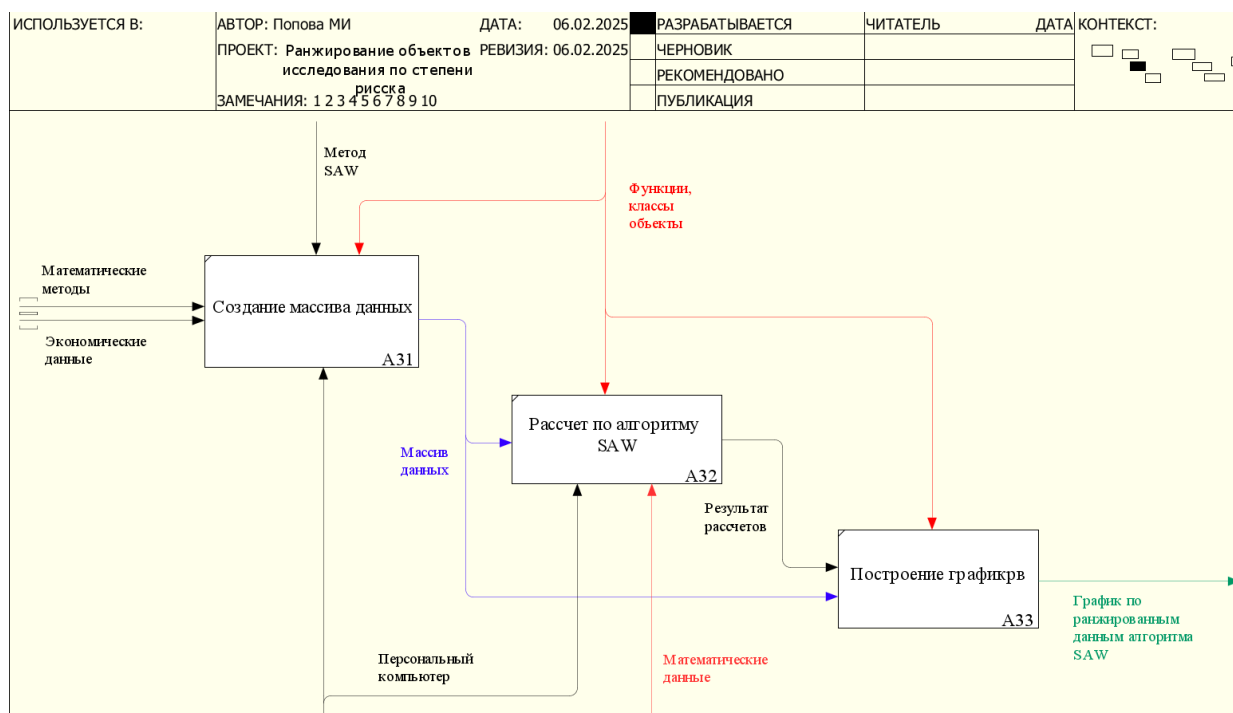 ИСПОЛЬЗУЕТСЯ В:
АВТОР: Попова МИ
ДАТА: 06.02.2025
РАЗРАБАТЫВАЕТСЯ
ЧИТАТЕЛЬ
ДАТА
КОНТЕКСТ:
ПРОЕКТ: Ранжирование объектов
исследования по степени
рисска
РЕВИЗИЯ: 06.02.2025
ЧЕРНОВИК
РЕКОМЕНДОВАНО
ЗАМЕЧАНИЯ: 1 2 3 4 5 6 7 8 9 10
ПУБЛИКАЦИЯ
Метод
SAW
Функции,
классы
объекты
Математические
методы
Создание массива данных
A31
Экономические
данные
Рассчет по алгоритму
SAW
A32
Массив
данных
Результат
рассчетов
Построение графикрв
A33
График по
ранжированным
данным алгоритма
SAW
Персональный
компьютер
Математические
данные